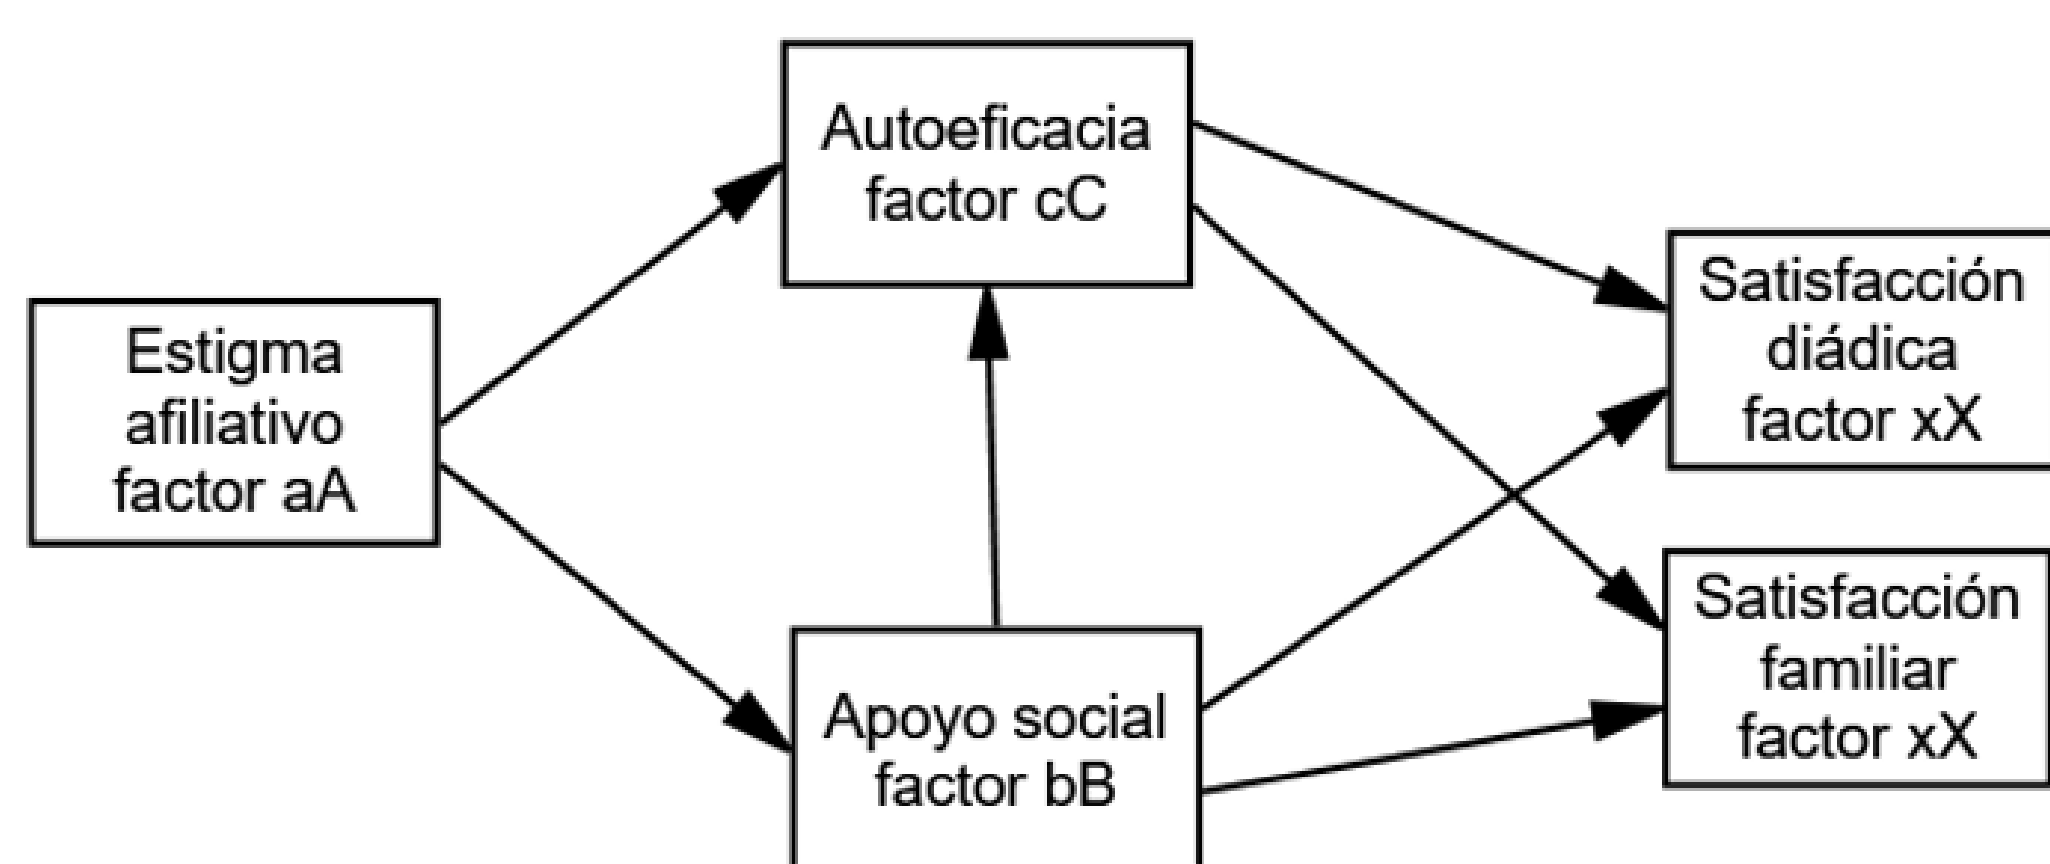 Autoeficacia
factor cC
Estigma
afiliativo
factor aA
Satisfacción
diádica
factor xX
Satisfacción
familiar
factor xX
Apoyo social
factor bB